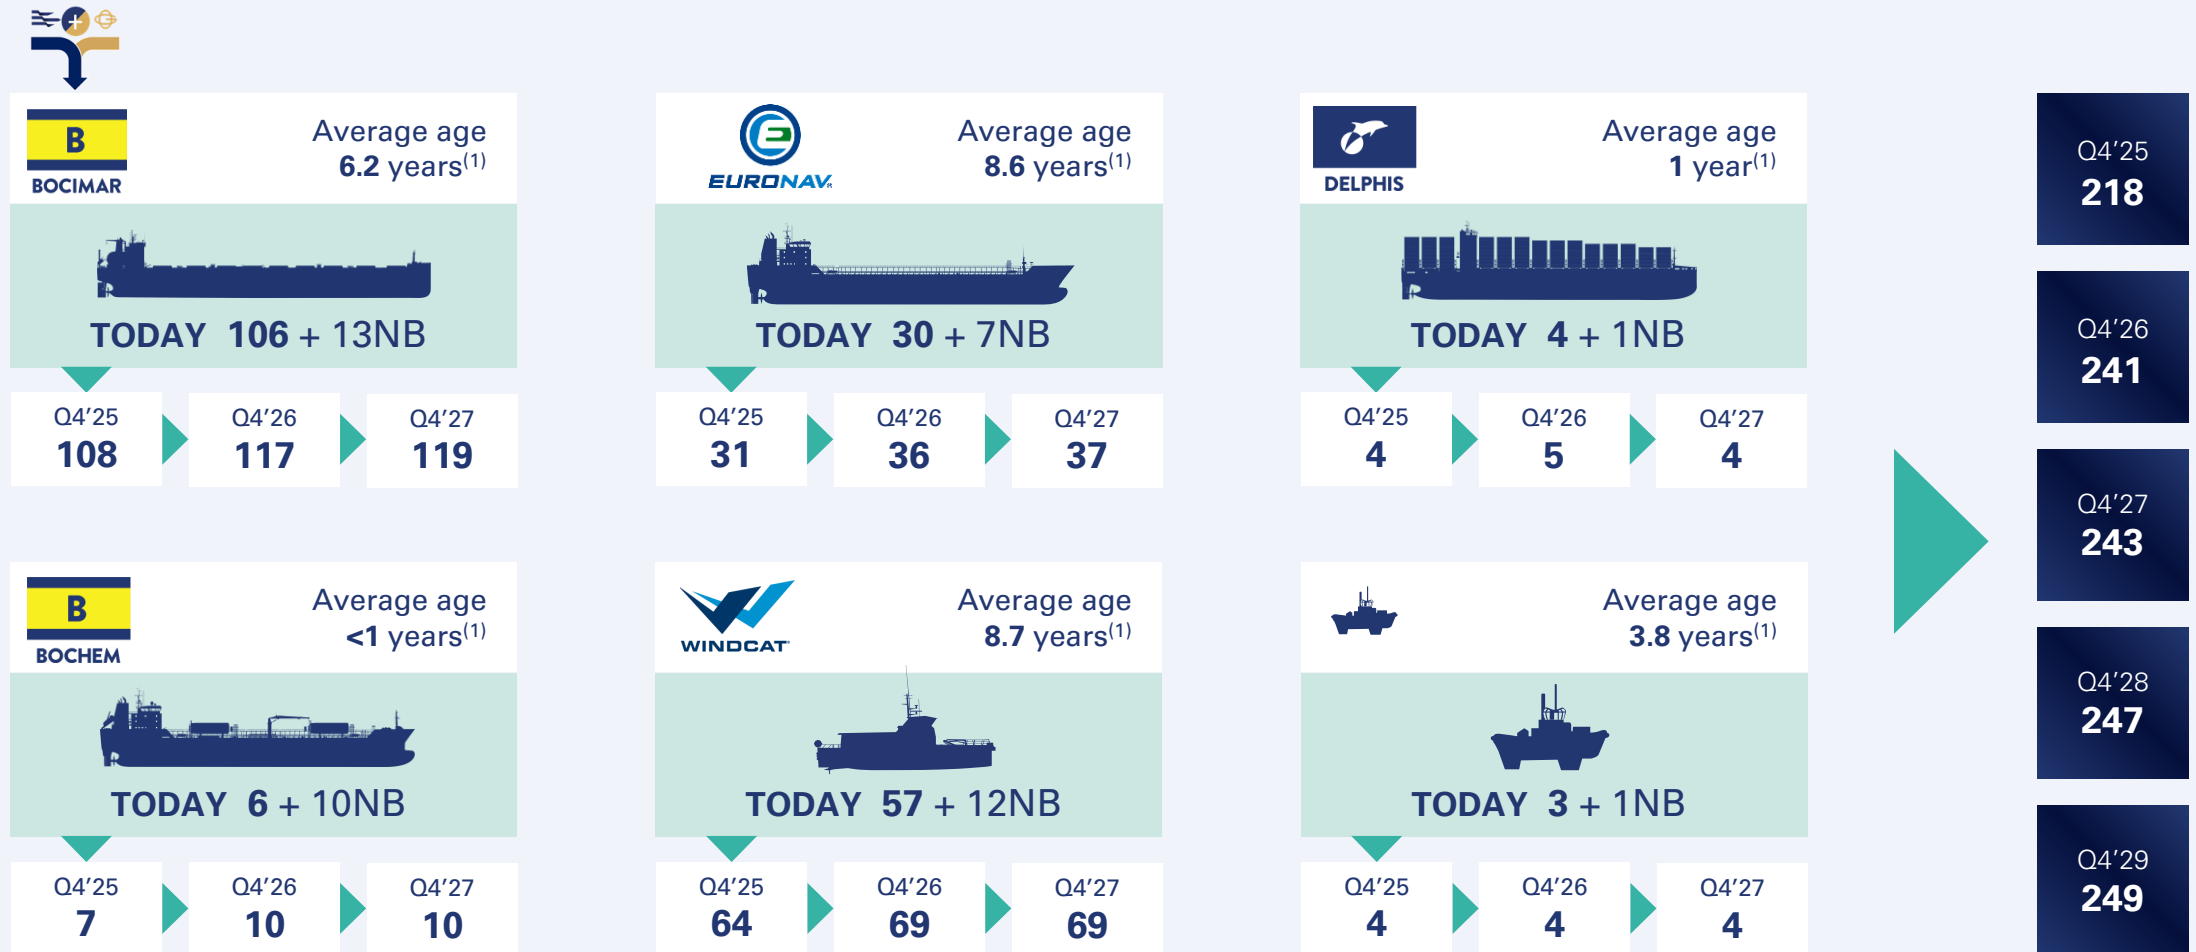 B
BOCIMAR
Average age
6.2 years(1)
TODAY 106 + 13NB
Q4’25
108
Q4’26
117
Q4’27
119
EURONAV
Average age
8.6 years(1)
TODAY 30 + 7NB
Q4’25
31
Q4’26
36
Q4’27
37
DELPHIS
Average age
1 year(1)
TODAY 4 + 1NB
Q4’25
4
Q4’26
5
Q4’27
4
B
BOCHEM
Average age
<1 years(1)
TODAY 6 + 10NB
Q4’25
7
Q4’26
10
Q4’27
10
WINDCAT
Average age
8.7 years(1)
TODAY 57 + 12NB
Q4’25
64
Q4’26
69
Q4’27
69
Average age
3.8 years(1)
TODAY 3 + 1NB
Q4’25
4
Q4’26
4
Q4’27
4
Q4’25
218
Q4’26
241
Q4’27
243
Q4’28
247
Q4’29
249